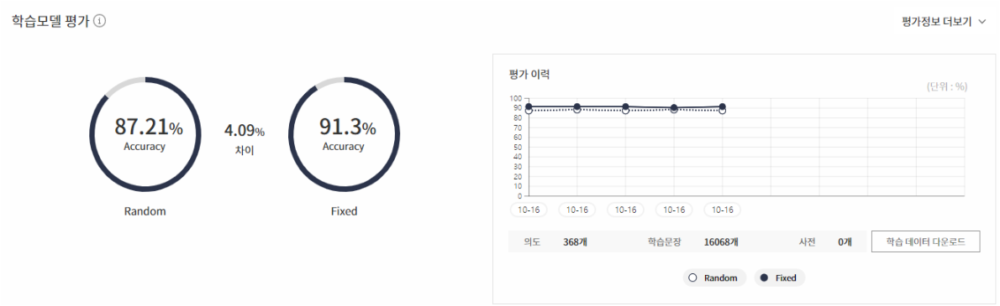 학습모델 평가
평가정보 더보기
87.21%
Accuracy
Random
4.09%
차이
91.3%
Accuracy
Fixed
평가 이력
(단위 : %)
100
90
80
70
60
50
40
30
20
10
0
10-16 10-16 10-16 10-16 10-16
의도 368개 학습문장 16068개 사전 0개 학습 데이터 다운로드
Random Fixed